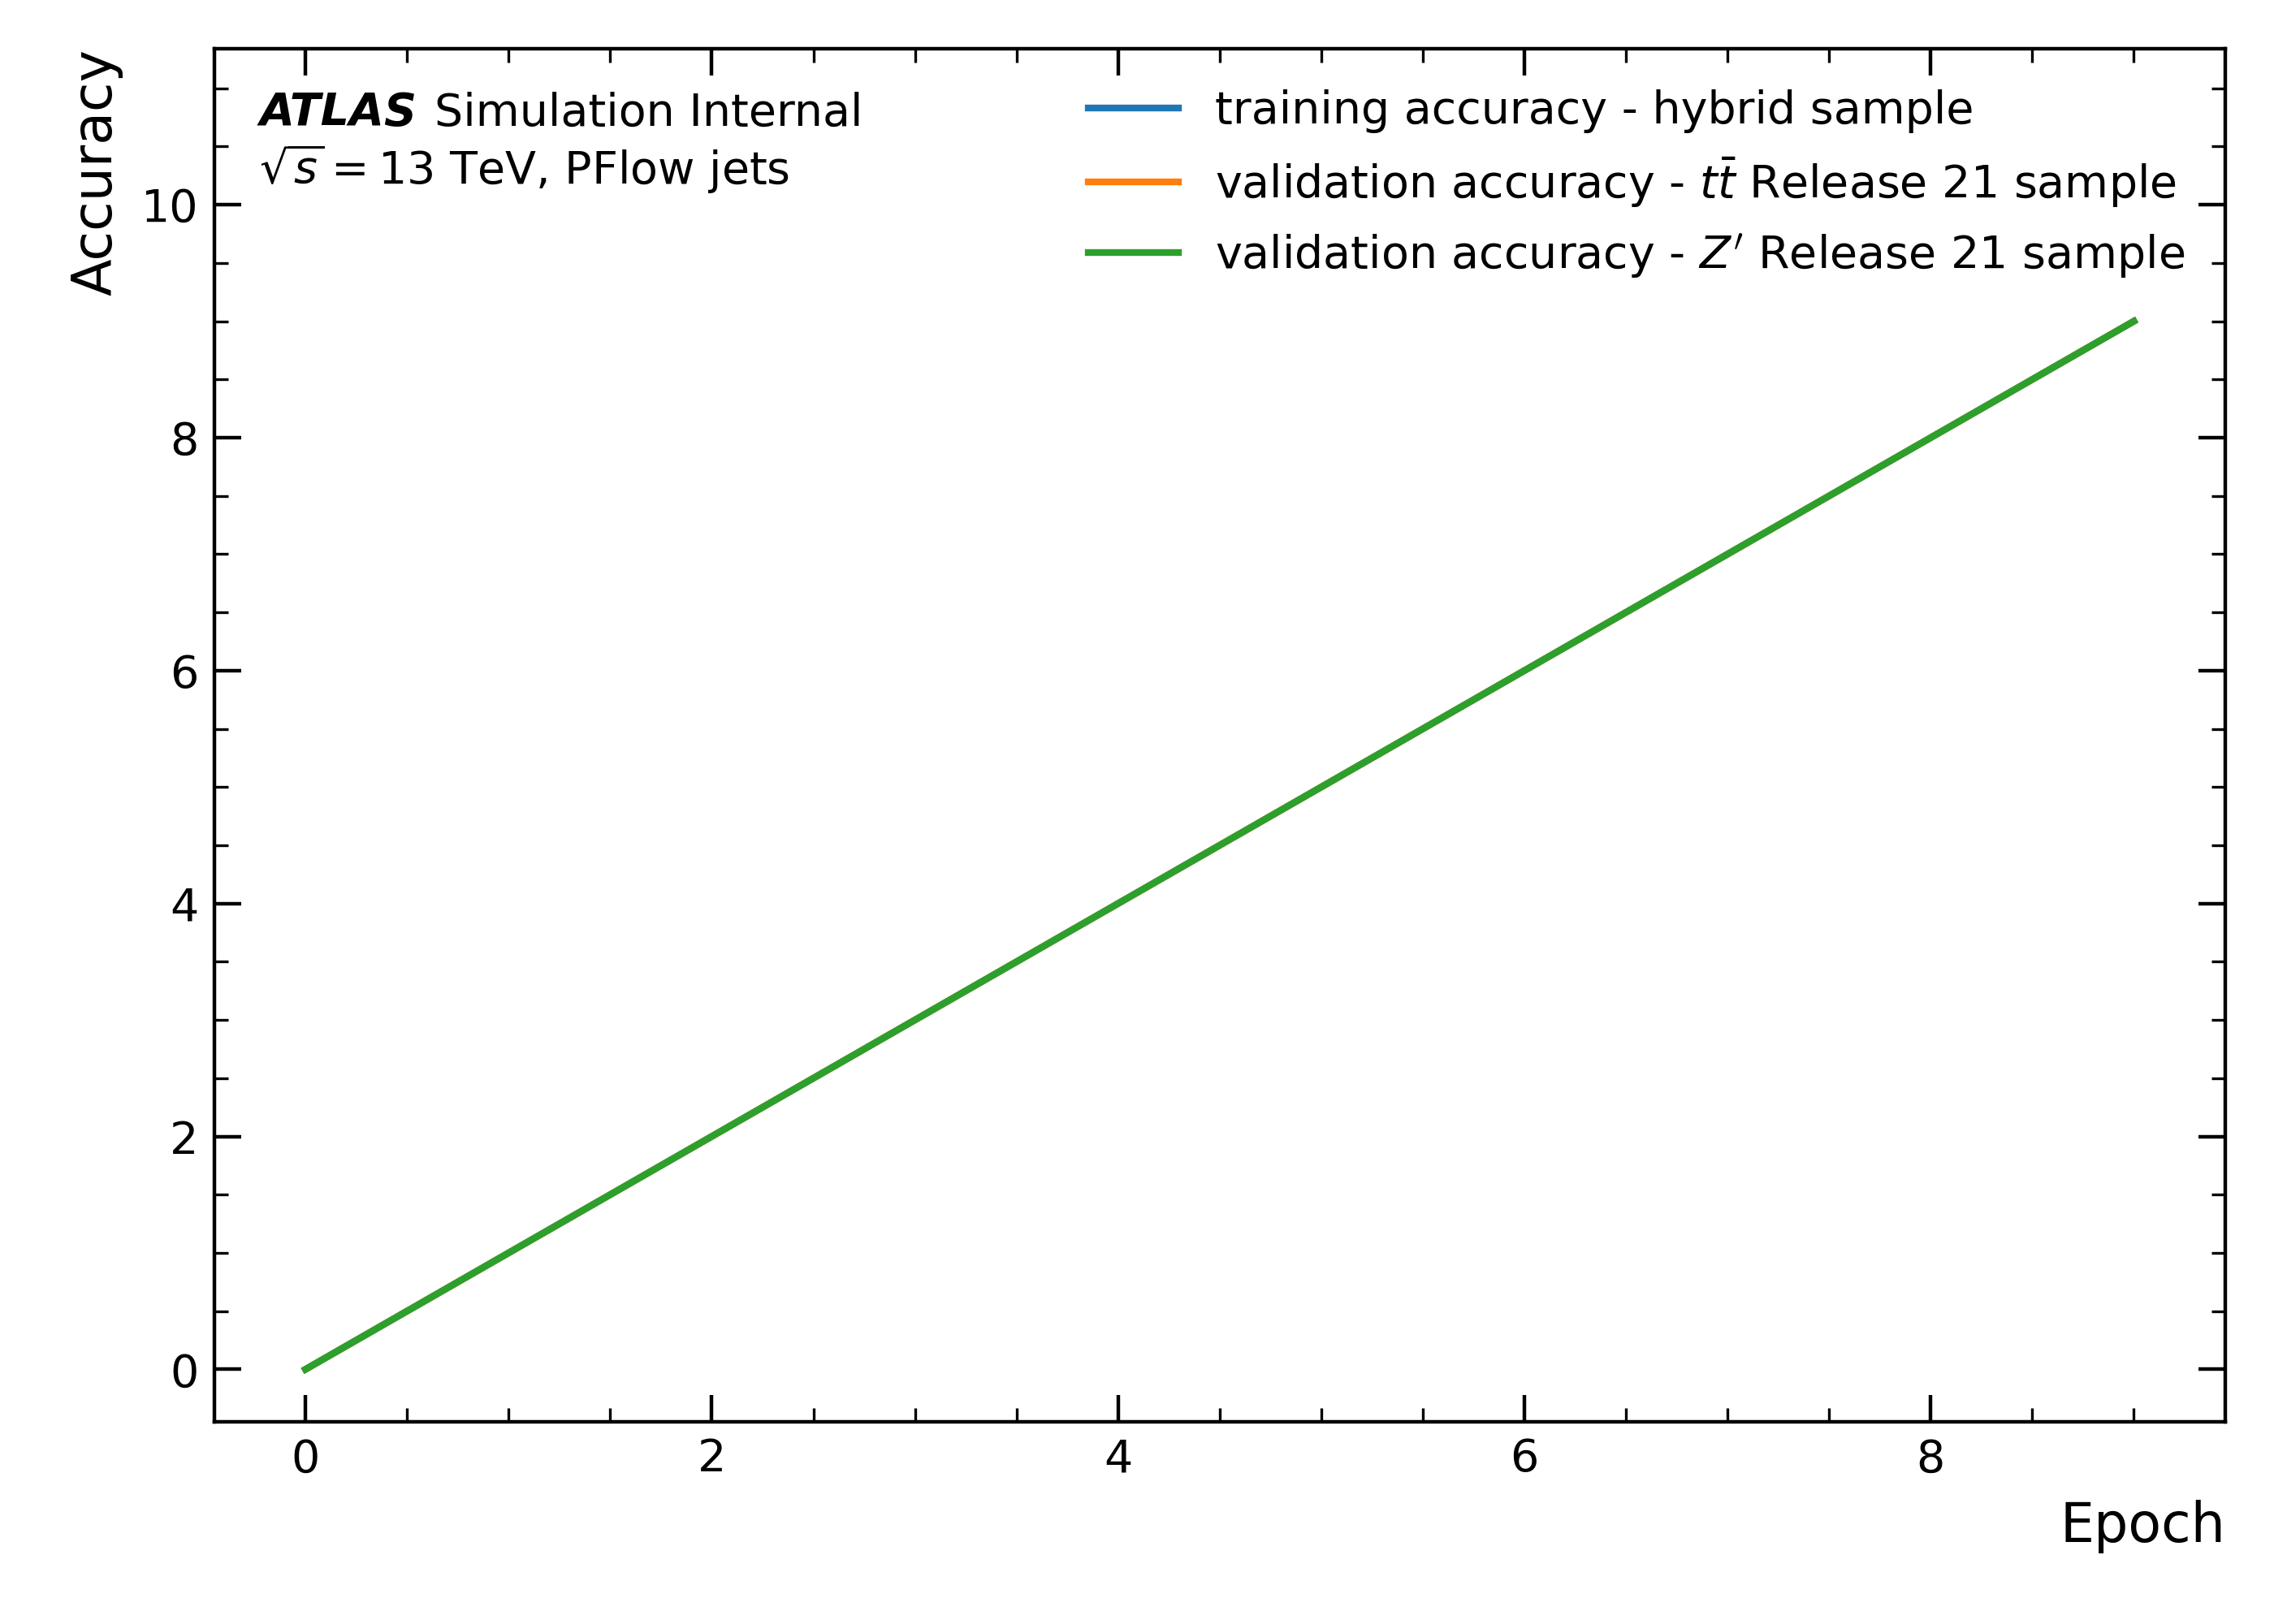 Accuracy
ATLAS Simulation Internal
√s = 13 TeV, PFlow jets
training accuracy - hybrid sample
validation accuracy - tt̄ Release 21 sample
validation accuracy - Z′ Release 21 sample
10
8
6
4
2
0
0 2 4 6 8
Epoch